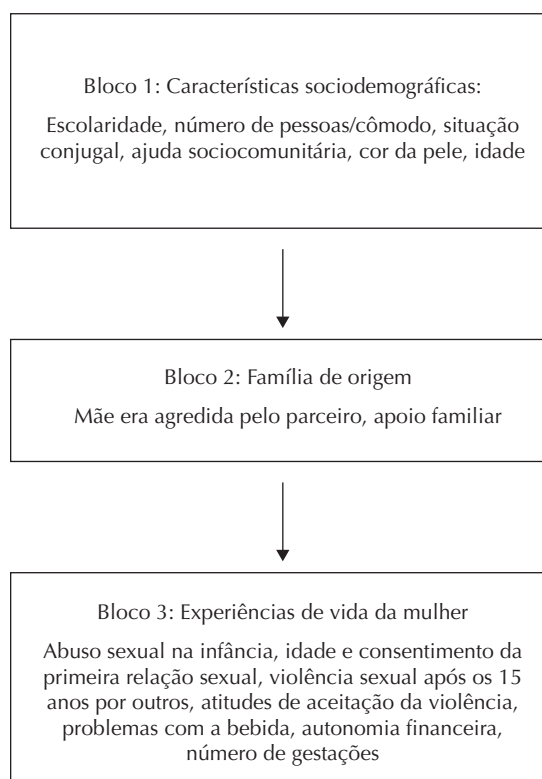 Bloco 1: Características sociodemográficas:
Escolaridade, número de pessoas/cômodo, situação
conjugal, ajuda sociocomunitária, cor da pele, idade
Bloco 2: Família de origem
Mãe era agredida pelo parceiro, apoio familiar
Bloco 3: Experiências de vida da mulher
Abuso sexual na infância, idade e consentimento da
primeira relação sexual, violência sexual após os 15
anos por outros, atitudes de aceitação da violência,
problemas com a bebida, autonomia financeira,
número de gestações